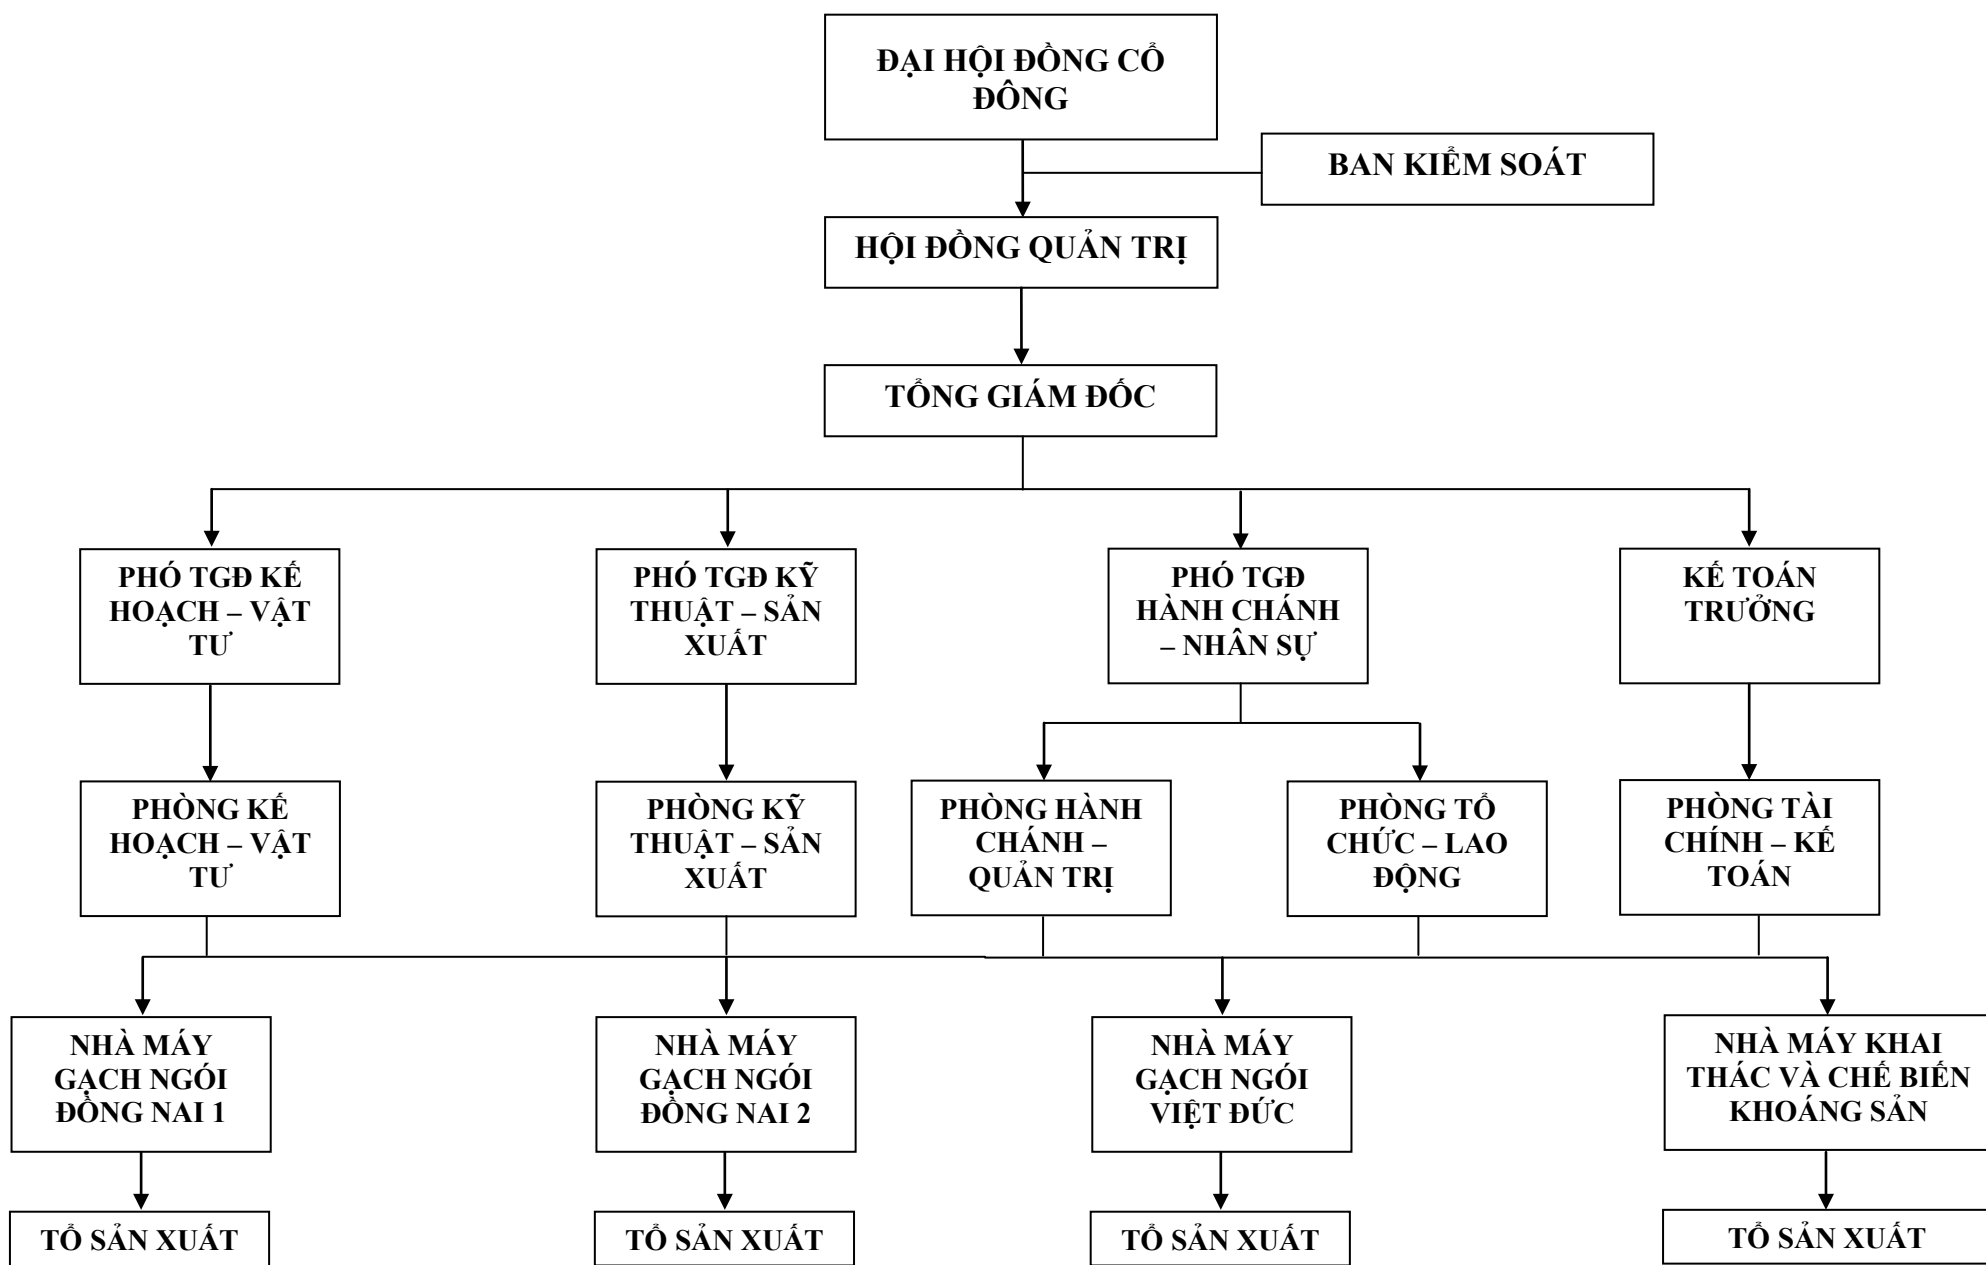 ĐẠI HỘI ĐỒNG CỔ
ĐÔNG
BAN KIỂM SOÁT
HỘI ĐỒNG QUẢN TRỊ
TỔNG GIÁM ĐỐC
PHÓ TGĐ KẾ
HOẠCH – VẬT
TƯ
PHÓ TGĐ KỸ
THUẬT – SẢN
XUẤT
PHÓ TGĐ
HÀNH CHÁNH
– NHÂN SỰ
KẾ TOÁN
TRƯỞNG
PHÒNG KẾ
HOẠCH – VẬT
TƯ
PHÒNG KỸ
THUẬT – SẢN
XUẤT
PHÒNG HÀNH
CHÁNH –
QUẢN TRỊ
PHÒNG TỔ
CHỨC – LAO
ĐỘNG
PHÒNG TÀI
CHÍNH – KẾ
TOÁN
NHÀ MÁY
GẠCH NGÓI
ĐỒNG NAI 1
NHÀ MÁY
GẠCH NGÓI
ĐỒNG NAI 2
NHÀ MÁY
GẠCH NGÓI
VIỆT ĐỨC
NHÀ MÁY KHAI
THÁC VÀ CHẾ BIẾN
KHOÁNG SẢN
TỔ SẢN XUẤT
TỔ SẢN XUẤT
TỔ SẢN XUẤT
TỔ SẢN XUẤT